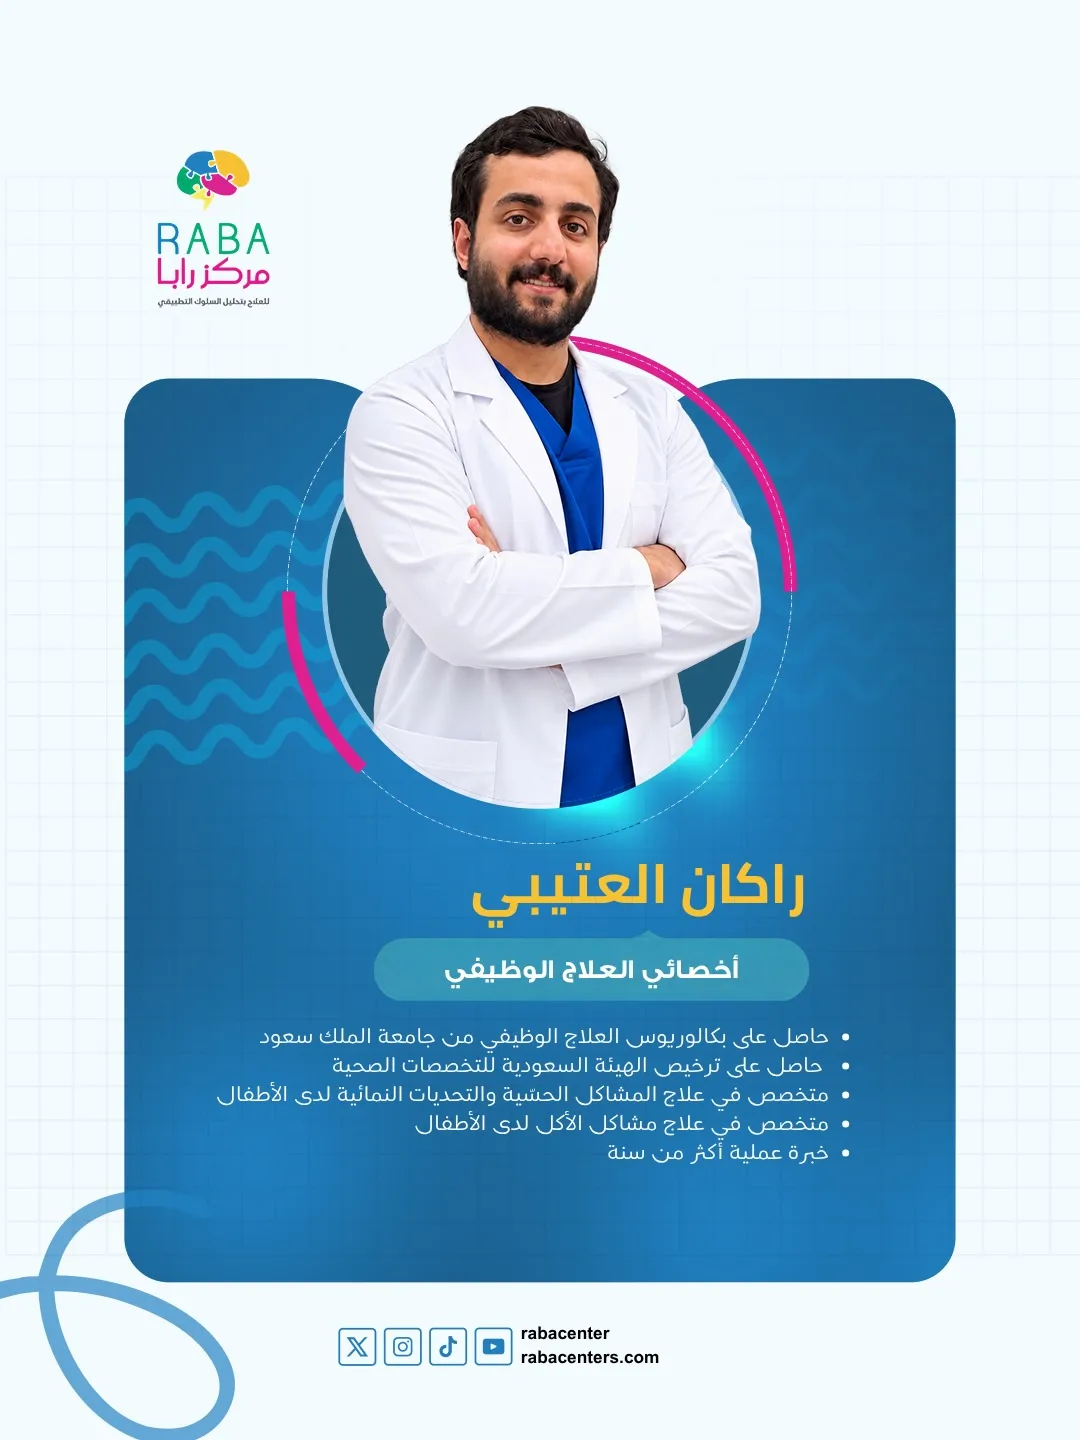 RABA
مركز رابا
للعلاج بتحليل السلوك التطبيقي
راكان العتيبي
أخصائي العلاج الوظيفي
• حاصل على بكالوريوس العلاج الوظيفي من جامعة الملك سعود
• حاصل على ترخيص الهيئة السعودية للتخصصات الصحية
• متخصص في علاج المشاكل الحسّية والتحديات النمائية لدى الأطفال
• متخصص في علاج مشاكل الأكل لدى الأطفال
• خبرة عملية أكثر من سنة
rabacenter
rabacenters.com